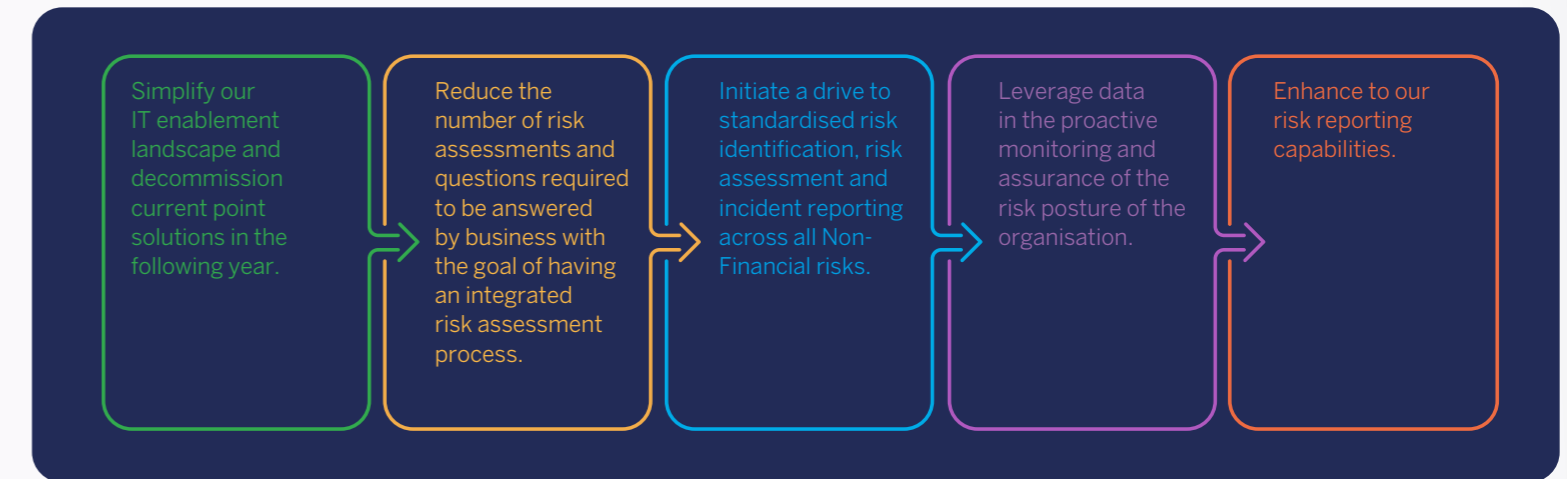 Simplify our
IT enablement
landscape and
decommission
current point
solutions in the
following year.
Reduce the
number of risk
assessments and
questions required
to be answered
by business with
the goal of having
an integrated
risk assessment
process.
Initiate a drive to
standardised risk
identification, risk
assessment and
incident reporting
across all Non-
Financial risks.
Leverage data
in the proactive
monitoring and
assurance of the
risk posture of the
organisation.
Enhance to our
risk reporting
capabilities.